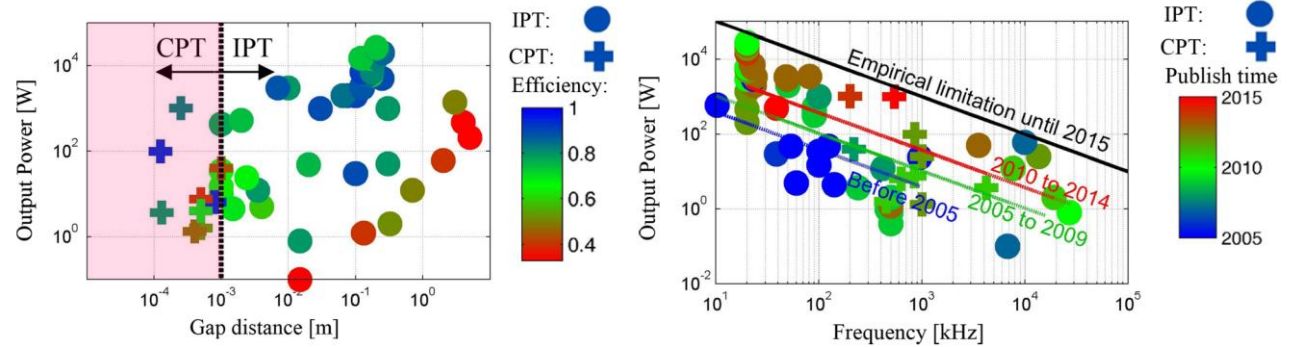 IPT:
CPT:
Efficiency:
1
0.8
0.6
0.4
CPT
IPT
Output Power [W]
10^4
10^2
10^0
10^-4
10^-3
10^-2
10^-1
10^0
Gap distance [m]
IPT:
CPT:
Publish time
2015
2010
2005
Output Power [W]
10^4
10^2
10^0
10^-2
Empirical limitation until 2015
2010 to 2014
2005 to 2009
Before 2005
10^1
10^2
10^3
10^4
10^5
Frequency [kHz]